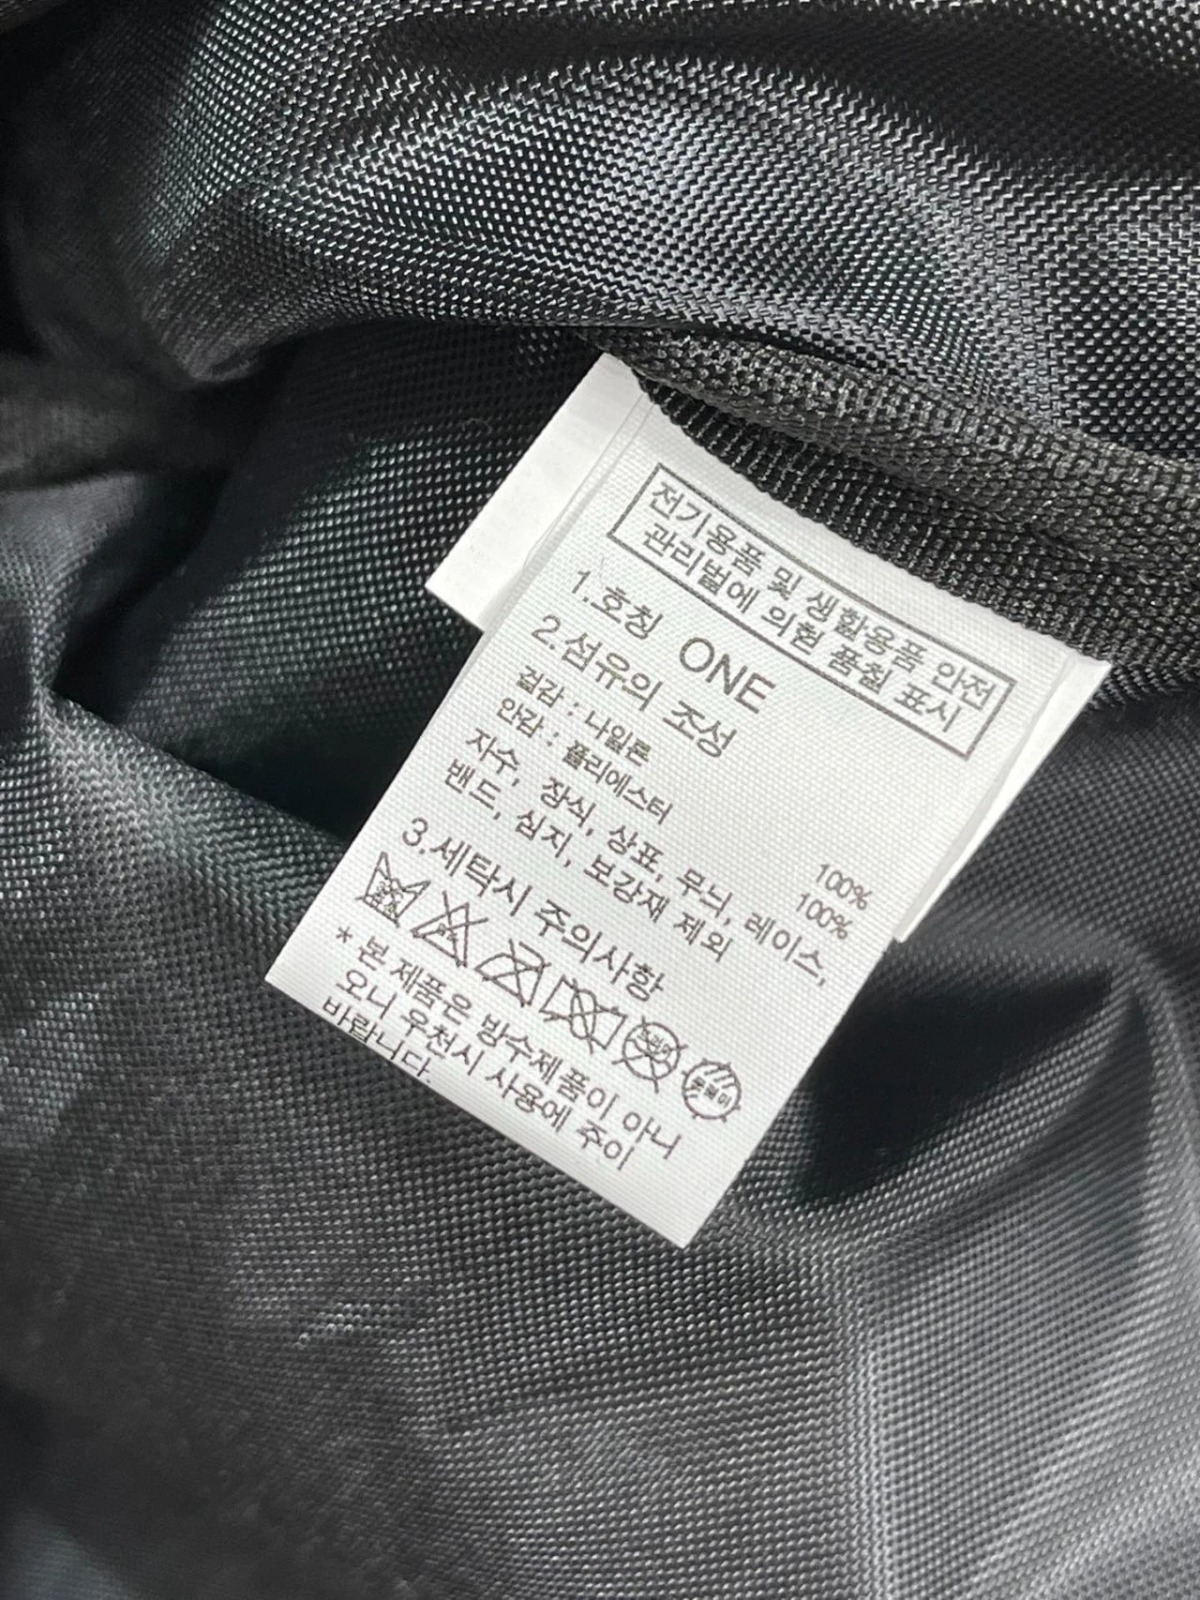 전기용품 및 생활용품 안전
관리법에 의한 품질 표시
1.호칭 ONE
2.섬유의 조성
겉감 : 나일론 100%
안감 : 폴리에스터 100%
자수, 장식, 상표, 무늬, 레이스,
밴드, 심지, 보강재 제외
3.세탁시 주의사항
* 본 제품은 방수제품이 아니
오니 우천시 사용에 주이
바랍니다.